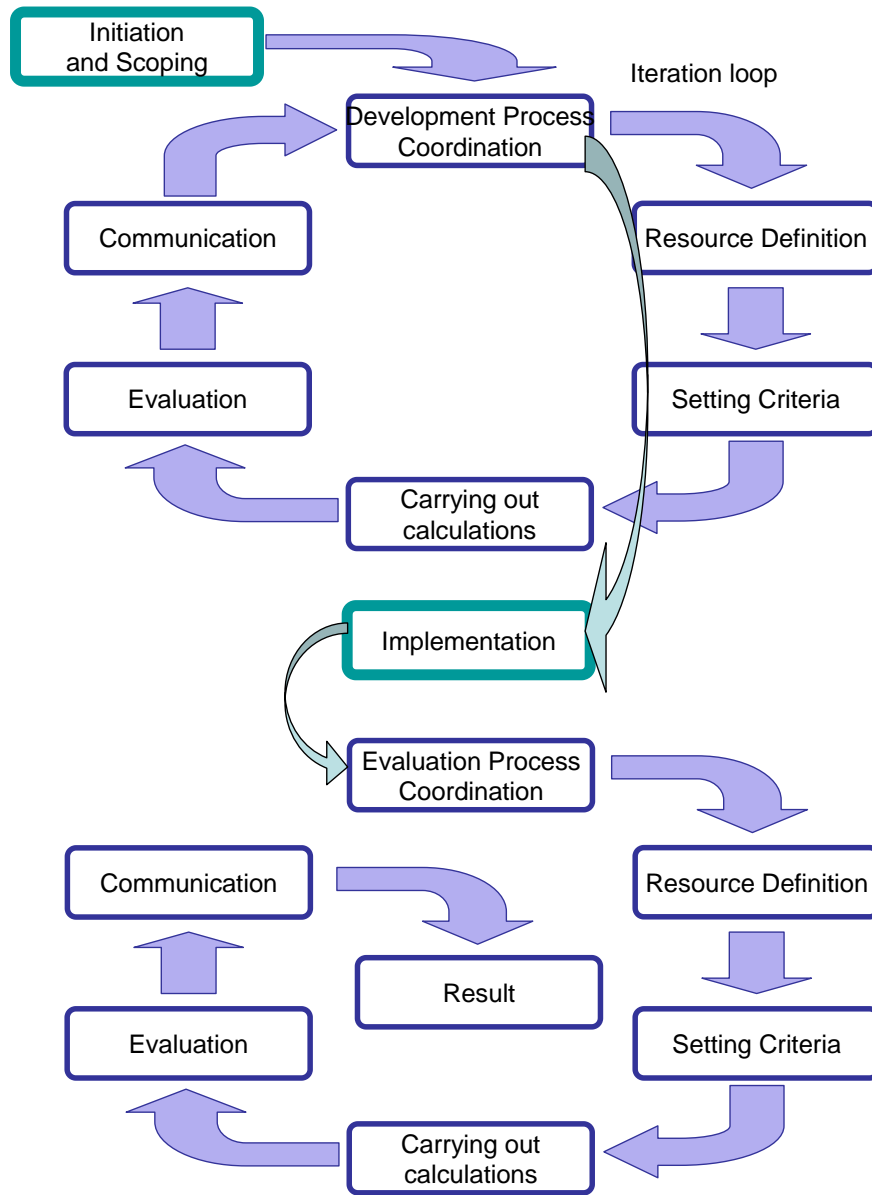 Initiation
and Scoping
Iteration loop
Development Process
Coordination
Communication
Resource Definition
Evaluation
Setting Criteria
Carrying out
calculations
Implementation
Evaluation Process
Coordination
Communication
Resource Definition
Result
Evaluation
Setting Criteria
Carrying out
calculations